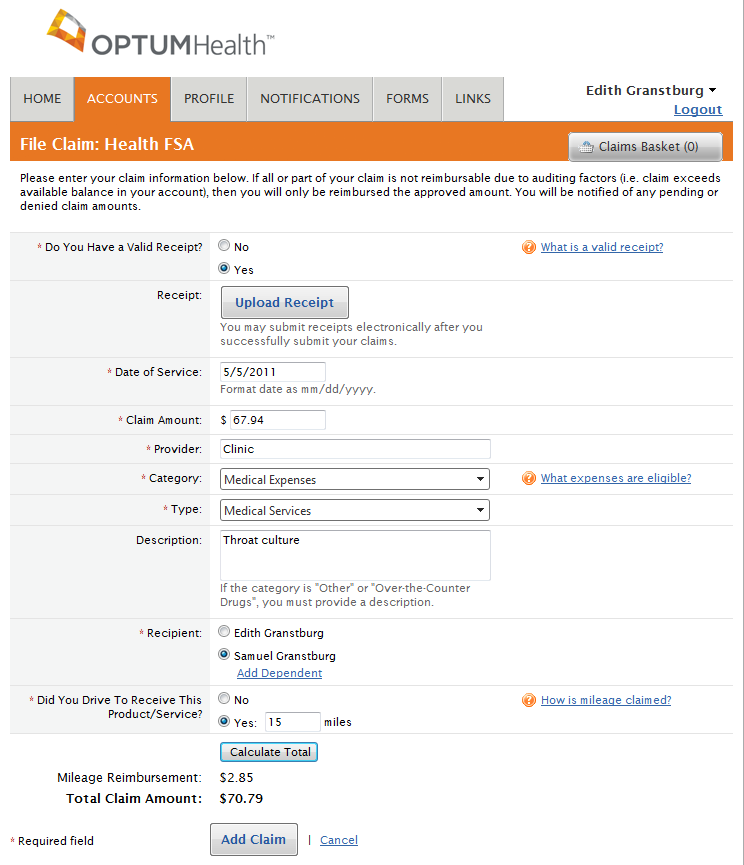 OPTUMHealth™
HOME ACCOUNTS PROFILE NOTIFICATIONS FORMS LINKS
Edith Granstburg
Logout
File Claim: Health FSA
Claims Basket (0)
Please enter your claim information below. If all or part of your claim is not reimbursable due to auditing factors (i.e. claim exceeds
available balance in your account), then you will only be reimbursed the approved amount. You will be notified of any pending or
denied claim amounts.
* Do You Have a Valid Receipt? No
Yes
? What is a valid receipt?
Receipt: Upload Receipt
You may submit receipts electronically after you
successfully submit your claims.
* Date of Service: 5/5/2011
Format date as mm/dd/yyyy.
* Claim Amount: $ 67.94
* Provider: Clinic
* Category: Medical Expenses ? What expenses are eligible?
* Type: Medical Services
Description: Throat culture
If the category is "Other" or "Over-the-Counter
Drugs", you must provide a description.
* Recipient: Edith Granstburg
Samuel Granstburg
Add Dependent
* Did You Drive To Receive This
Product/Service?
No
Yes: 15 miles
? How is mileage claimed?
Calculate Total
Mileage Reimbursement: $2.85
Total Claim Amount: $70.79
* Required field Add Claim | Cancel